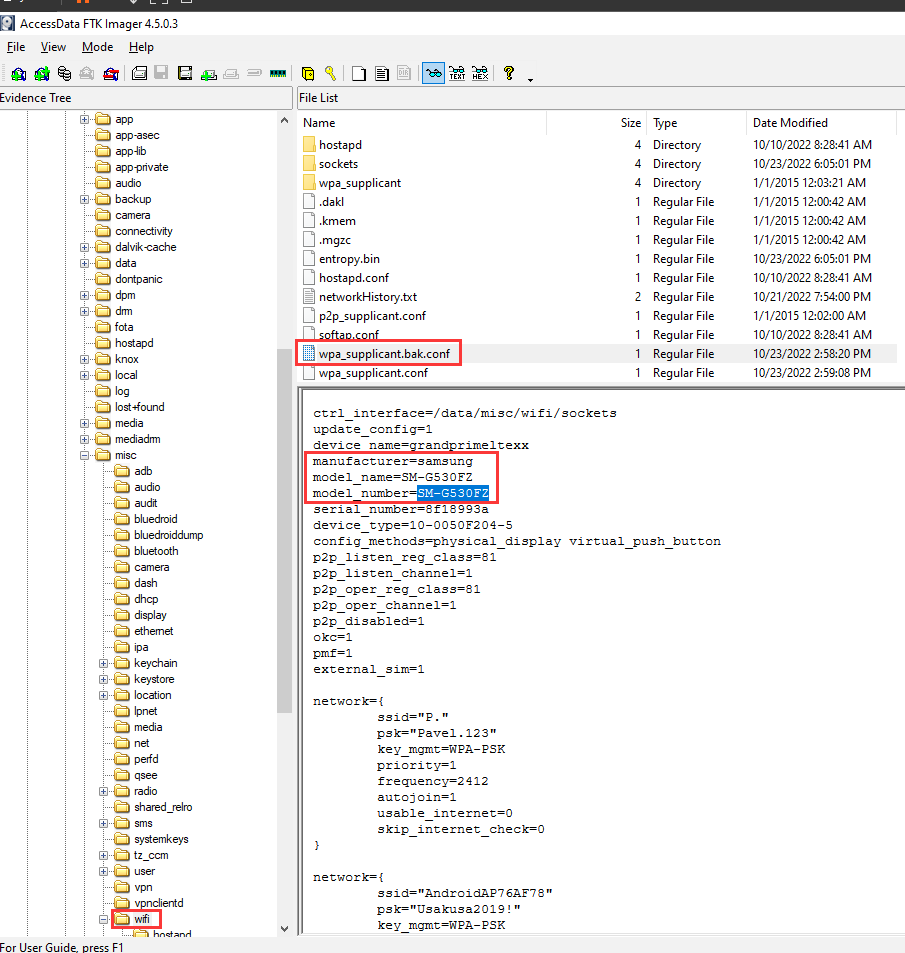 AccessData FTK Imager 4.5.0.3
File View Mode Help
Evidence Tree
app
app-asec
app-lib
app-private
audio
backup
camera
connectivity
dalvik-cache
data
dontpanic
dpm
dm
fota
hostapd
knox
local
log
lost+found
media
mediadm
misc
adb
audio
audit
bluedroid
bluedroiddump
bluetooth
camera
dash
dhcp
display
ethernet
ipa
keychain
keystore
location
lpnet
media
net
perfd
qsee
radio
shared_relro
sms
systemkeys
tz_ccm
user
vpn
vpnclientd
wifi
hostapd
File List
Name Size Type Date Modified
hostapd 4 Directory 10/10/2022 8:28:41 AM
sockets 4 Directory 10/23/2022 6:05:01 PM
wpa_supplicant 4 Directory 1/1/2015 12:03:21 AM
.dakl 1 Regular File 1/1/2015 12:00:42 AM
.kmem 1 Regular File 1/1/2015 12:00:42 AM
.mgzc 1 Regular File 1/1/2015 12:00:42 AM
entropy.bin 1 Regular File 10/23/2022 6:05:01 PM
hostapd.conf 1 Regular File 10/10/2022 8:28:41 AM
networkHistory.txt 2 Regular File 10/21/2022 7:54:00 PM
p2p_supplicant.conf 1 Regular File 1/1/2015 12:02:00 AM
softap.conf 1 Regular File 10/10/2022 8:28:41 AM
wpa_supplicant.bak.conf 1 Regular File 10/23/2022 2:58:20 PM
wpa_supplicant.conf 1 Regular File 10/23/2022 2:59:08 PM
ctrl_interface=/data/misc/wifi/sockets
update_config=1
device_name=grandprimeltexx
manufacturer=samsung
model_name=SM-G530FZ
model_number=SM-G530FZ
serial_number=8f18993a
device_type=10-0050F204-5
config_methods=physical_display virtual_push_button
p2p_listen_reg_class=81
p2p_listen_channel=1
p2p_oper_reg_class=81
p2p_oper_channel=1
p2p_disabled=1
okc=1
pmf=1
external_sim=1
network={
ssid="P."
psk="Pavel.123"
key_mgmt=WPA-PSK
priority=1
frequency=2412
autojoin=1
usable_internet=0
skip_internet_check=0
}
network={
ssid="AndroidAP76AF78"
psk="Usakusa2019!"
key_mgmt=WPA-PSK
For User Guide, press F1